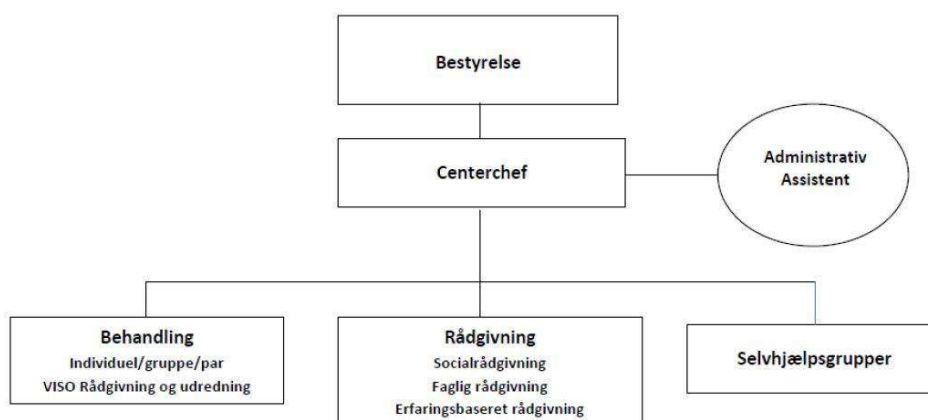 Bestyrelse
Centerchef
Administrativ
Assistent
Behandling
Individuel/gruppe/par
VISO Rådgivning og udredning
Rådgivning
Socialrådgivning
Faglig rådgivning
Erfaringsbaseret rådgivning
Selvhjælpsgrupper